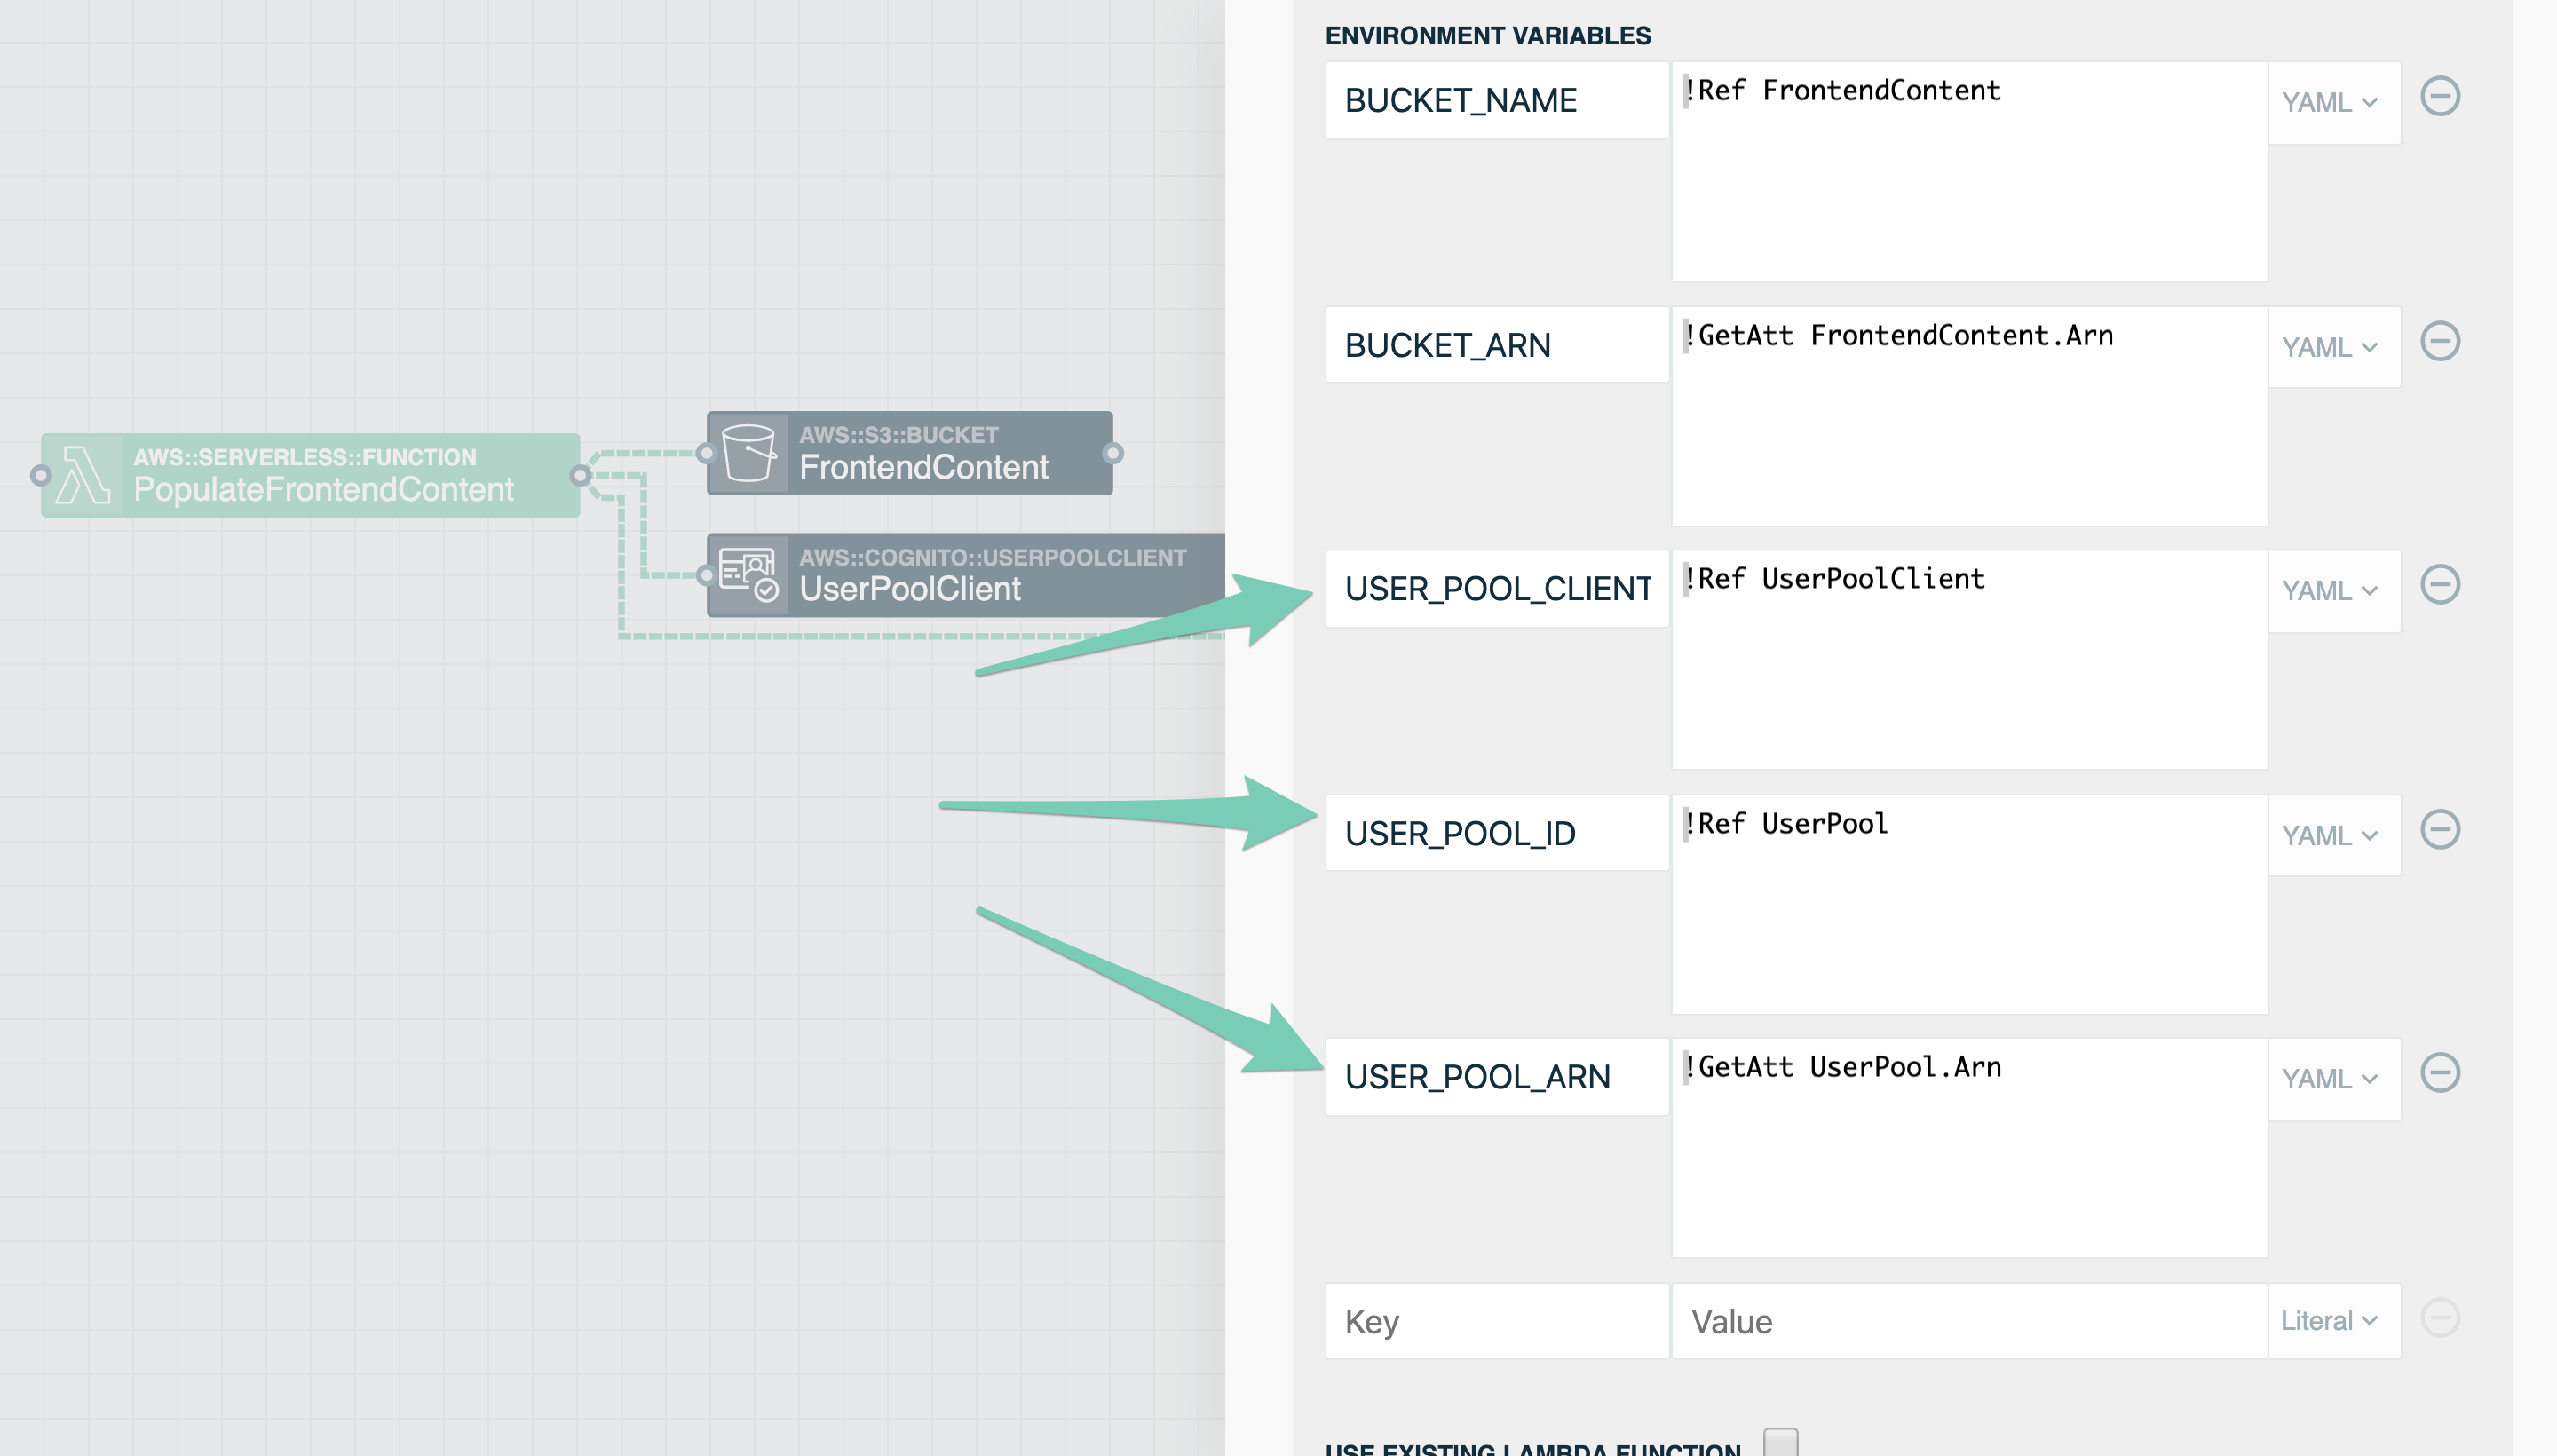 AWS::SERVERLESS::FUNCTION
PopulateFrontendContent
AWS::S3::BUCKET
FrontendContent
AWS::COGNITO::USERPOOLCLIENT
UserPoolClient
ENVIRONMENT VARIABLES
BUCKET_NAME !Ref FrontendContent YAML
BUCKET_ARN !GetAtt FrontendContent.Arn YAML
USER_POOL_CLIENT !Ref UserPoolClient YAML
USER_POOL_ID !Ref UserPool YAML
USER_POOL_ARN !GetAtt UserPool.Arn YAML
Key Value Literal
USE EXISTING LAMBDA FUNCTION